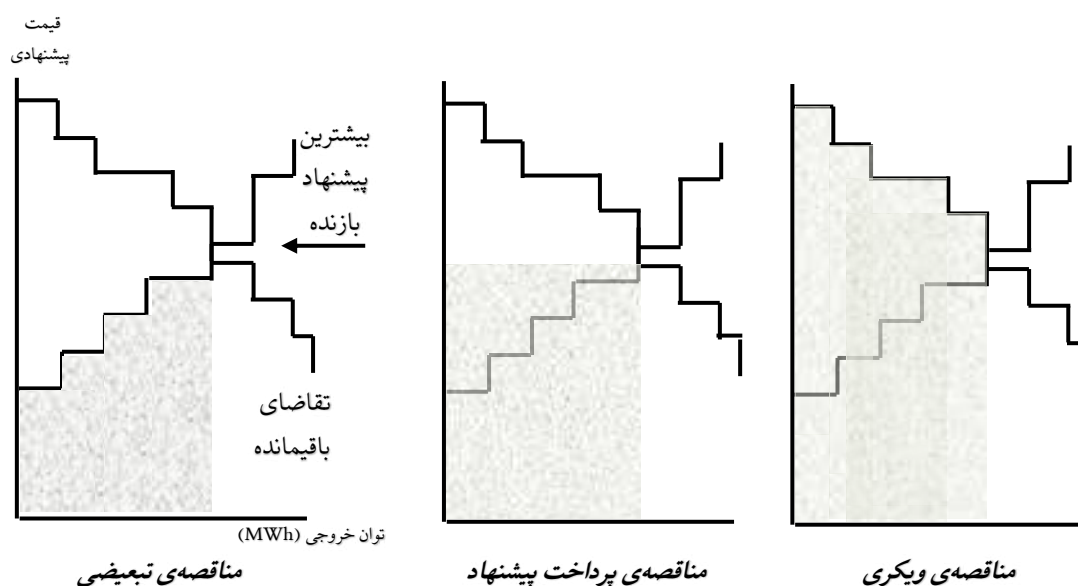 قیمت
پیشنهادی
بیشترین
پیشنهاد
بازنده
تقاضای
باقیمانده
توان خروجی (MWh)
مناقصه‌ی تبعیضی
مناقصه‌ی پرداخت پیشنهاد
مناقصه‌ی ویکری